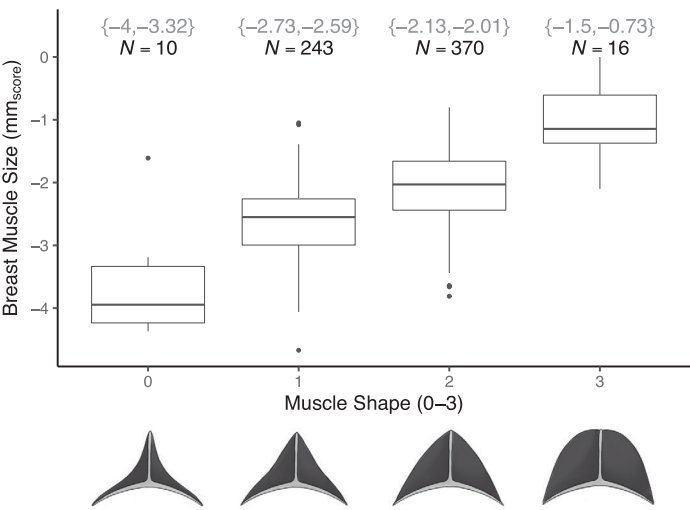 {−4,−3.32} {−2.73,−2.59} {−2.13,−2.01} {−1.5,−0.73}
N = 10 N = 243 N = 370 N = 16
Breast Muscle Size (mmscore)
0
−1
−2
−3
−4
0 1 2 3
Muscle Shape (0–3)